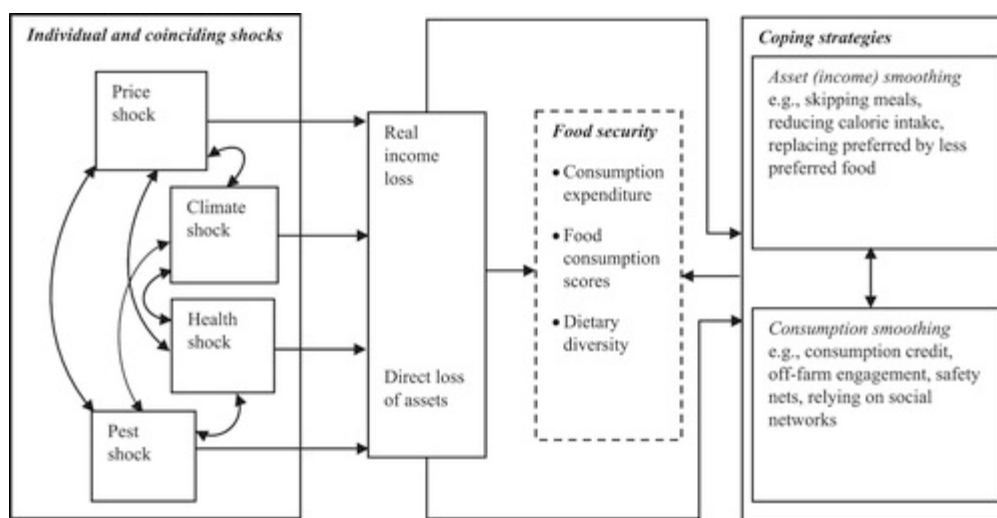 Individual and coinciding shocks
Price
shock
Climate
shock
Health
shock
Pest
shock
Real
income
loss
Direct loss
of assets
Food security
• Consumption
expenditure
• Food
consumption
scores
• Dietary
diversity
Coping strategies
Asset (income) smoothing
e.g., skipping meals,
reducing calorie intake,
replacing preferred by less
preferred food
Consumption smoothing
e.g., consumption credit,
off-farm engagement, safety
nets, relying on social
networks